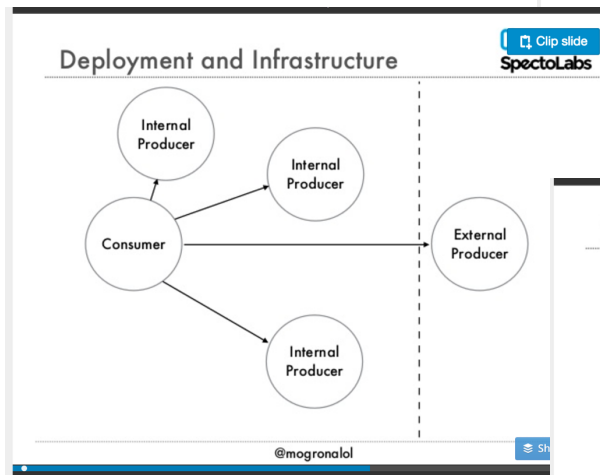 Clip slide
Deployment and Infrastructure
SpectoLabs
Internal
Producer
Internal
Producer
Consumer
External
Producer
Internal
Producer
@mogronalol